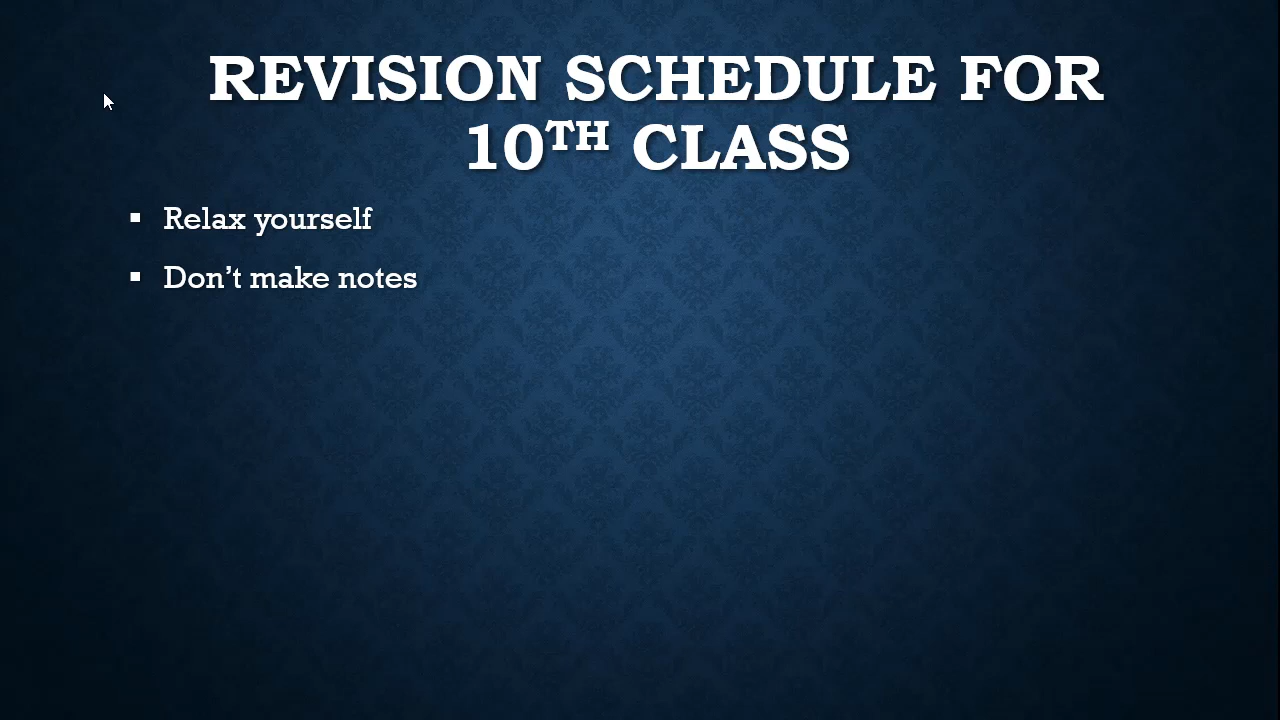 REVISION SCHEDULE FOR
10TH CLASS
▪ Relax yourself
▪ Don’t make notes